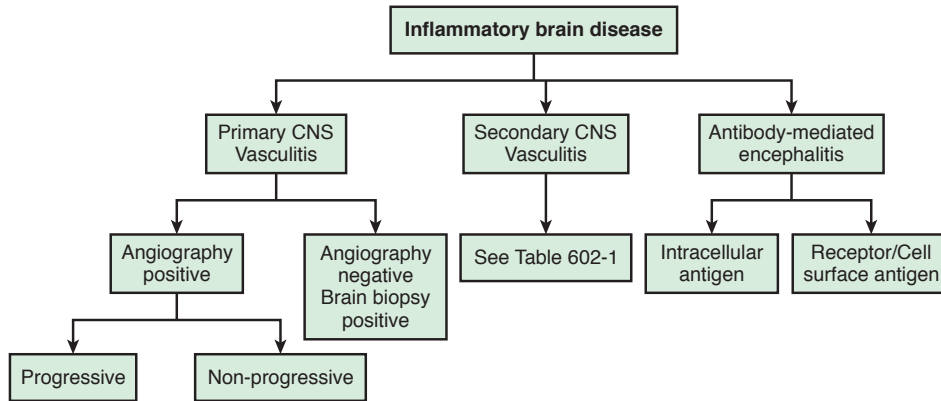 Inflammatory brain disease
Primary CNS
Vasculitis
Secondary CNS
Vasculitis
Antibody-mediated
encephalitis
Angiography
positive
Angiography
negative
Brain biopsy
positive
See Table 602-1
Intracellular
antigen
Receptor/Cell
surface antigen
Progressive
Non-progressive